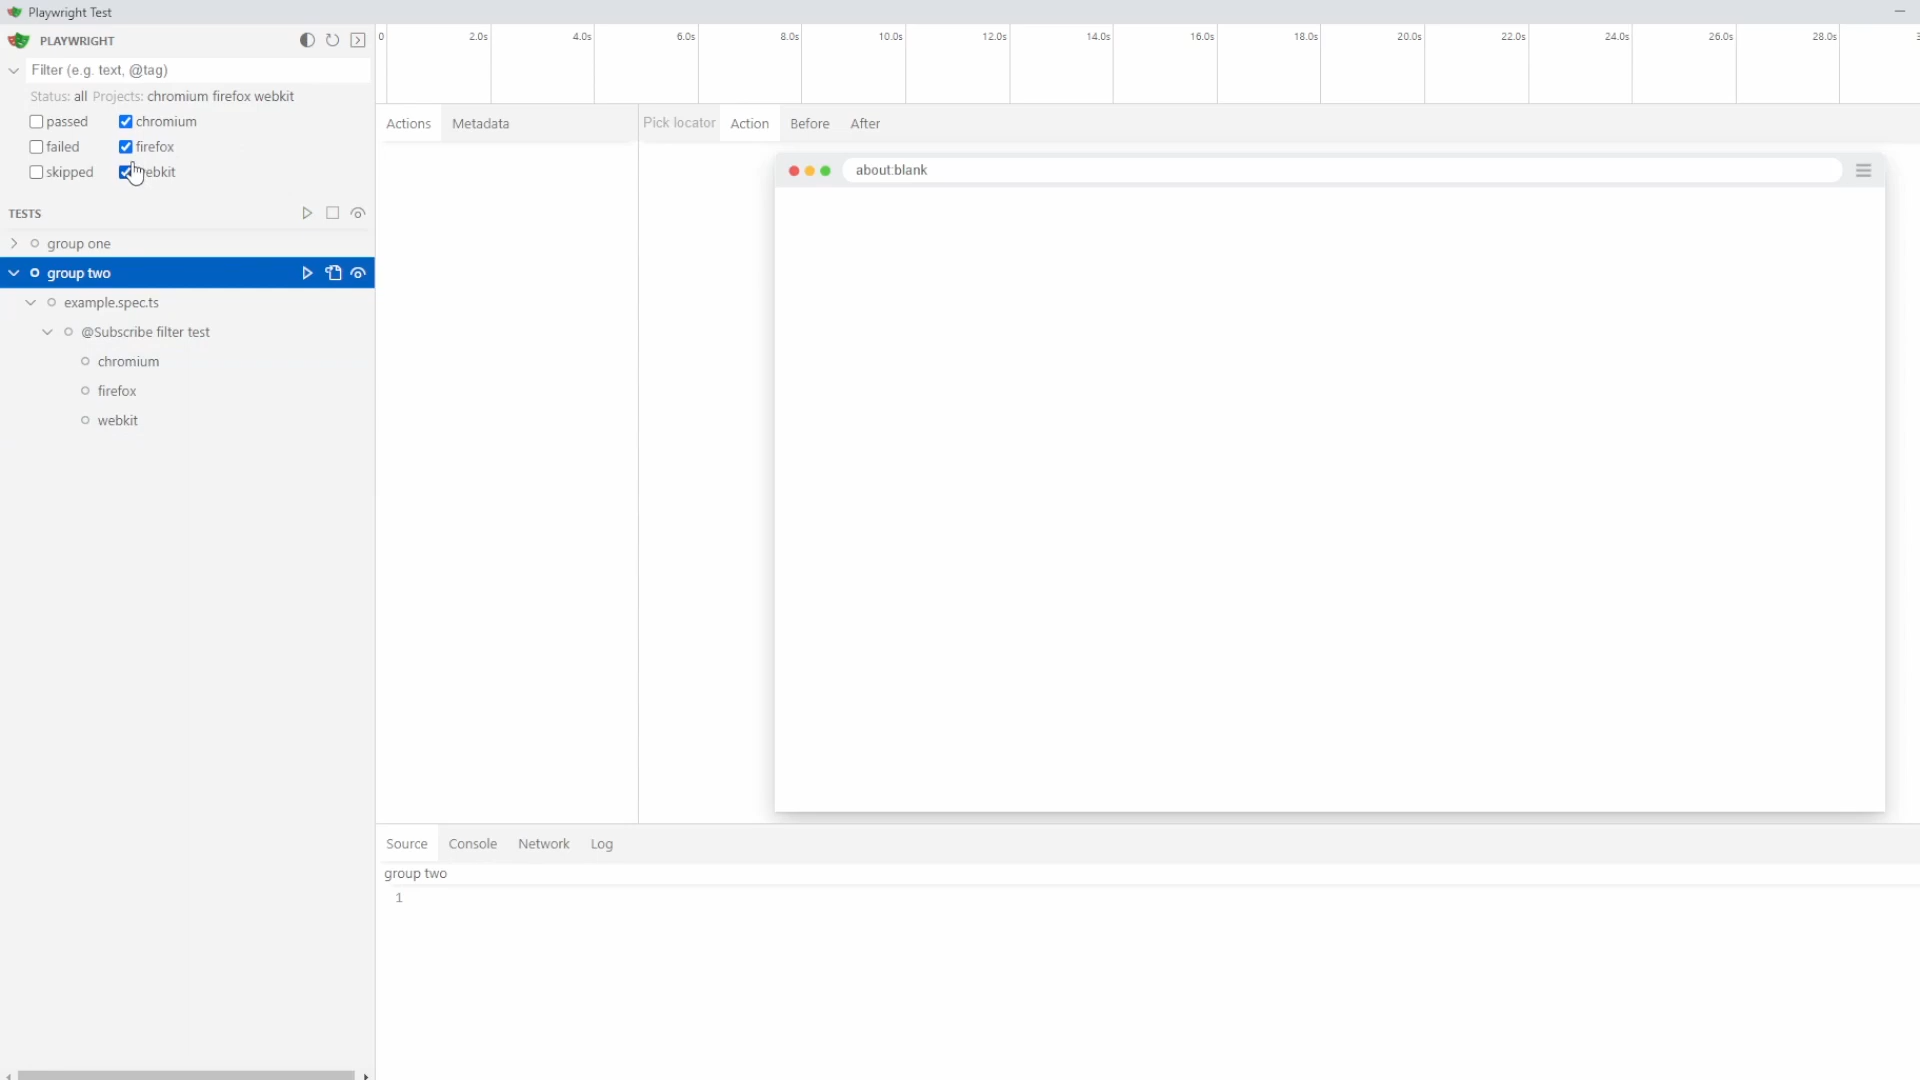 Playwright Test
PLAYWRIGHT
Filter (e.g. text, @tag)
Status: all Projects: chromium firefox webkit
passed chromium
failed firefox
skipped ebkit
TESTS
group one
group two
example.spec.ts
@Subscribe filter test
chromium
firefox
webkit
0 2.0s 4.0s 6.0s 8.0s 10.0s 12.0s 14.0s 16.0s 18.0s 20.0s 22.0s 24.0s 26.0s 28.0s
Actions Metadata
Pick locator Action Before After
about:blank
Source Console Network Log
group two
1